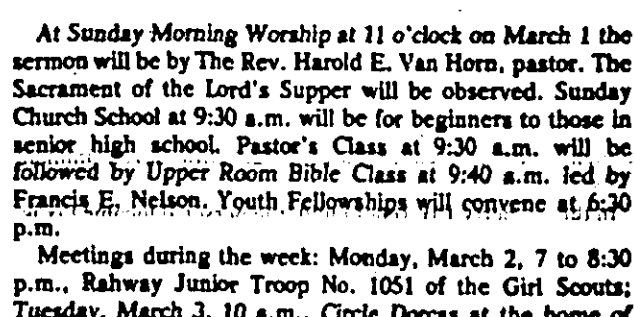 At Sunday Morning Worship at 11 o'clock on March 1 the
sermon will be by The Rev. Harold E. Van Horn, pastor. The
Sacrament of the Lord's Supper will be observed. Sunday
Church School at 9:30 a.m. will be for beginners to those in
senior high school. Pastor's Class at 9:30 a.m. will be
followed by Upper Room Bible Class at 9:40 a.m. led by
Francis E. Nelson. Youth Fellowships will convene at 6:30
p.m.
Meetings during the week: Monday, March 2, 7 to 8:30
p.m., Rahway Junior Troop No. 1051 of the Girl Scouts;
Tuesday, March 3, 10 a.m., Circle Dorcas at the home of